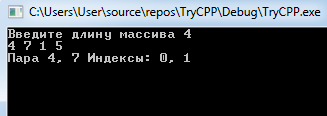 C:\Users\User\source\repos\TryCPP\Debug\TryCPP.exe
Введите длину массива 4
4 7 1 5
Пара 4, 7 Индексы: 0, 1